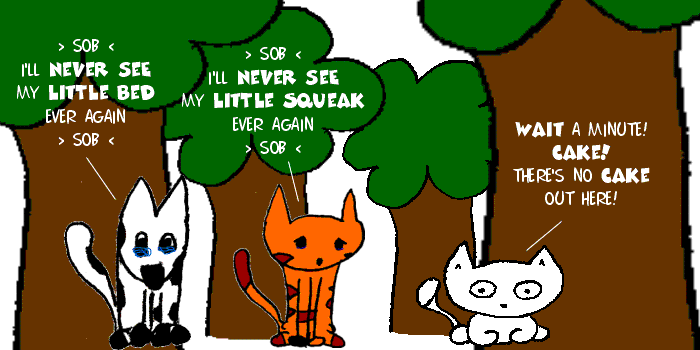 > SOB <
I'LL NEVER SEE
MY LITTLE BED
EVER AGAIN
> SOB <
> SOB <
I'LL NEVER SEE
MY LITTLE SQUEAK
EVER AGAIN
> SOB <
WAIT A MINUTE!
CAKE!
THERE'S NO CAKE
OUT HERE!